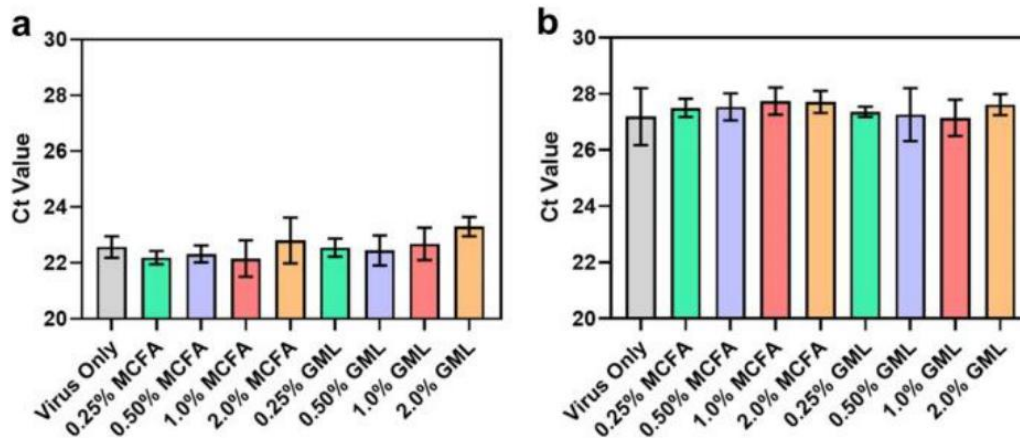 a
30
28
26
24
22
20
Ct Value
Virus Only
0.25% MCFA
0.50% MCFA
1.0% MCFA
2.0% MCFA
0.25% GML
0.50% GML
1.0% GML
2.0% GML
b
30
28
26
24
22
20
Ct Value
Virus Only
0.25% MCFA
0.50% MCFA
1.0% MCFA
2.0% MCFA
0.25% GML
0.50% GML
1.0% GML
2.0% GML